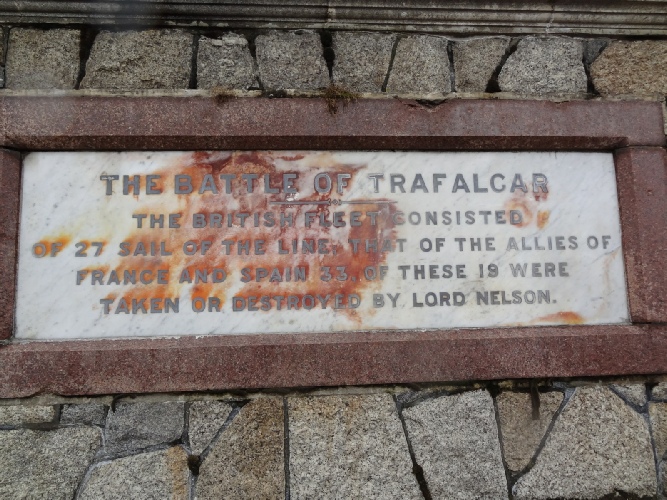 THE BATTLE OF TRAFALGAR
THE BRITISH FLEET CONSISTED
OF 27 SAIL OF THE LINE, THAT OF THE ALLIES OF
FRANCE AND SPAIN 33. OF THESE 19 WERE
TAKEN OR DESTROYED BY LORD NELSON.